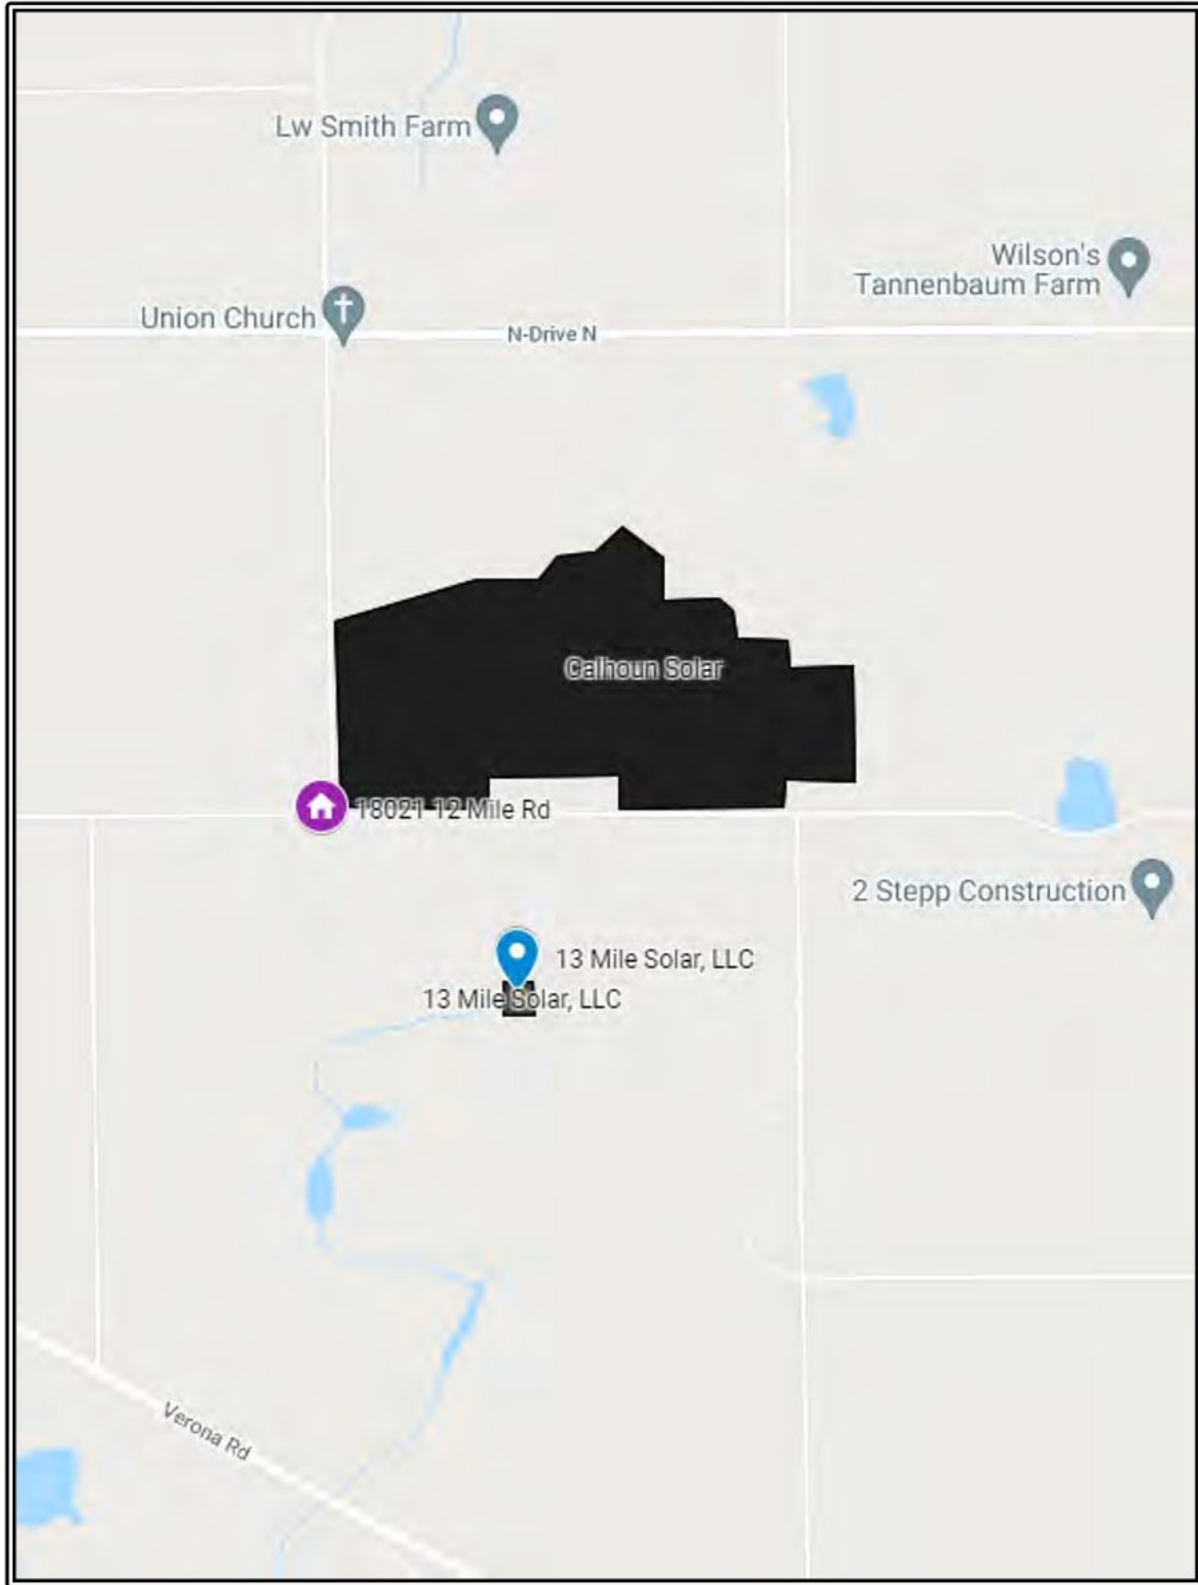 Lw Smith Farm
Wilson's
Tannenbaum Farm
Union Church
N-Drive N
Calhoun Solar
18021 12 Mile Rd
2 Stepp Construction
13 Mile Solar, LLC
13 Mile Solar, LLC
Verona Rd